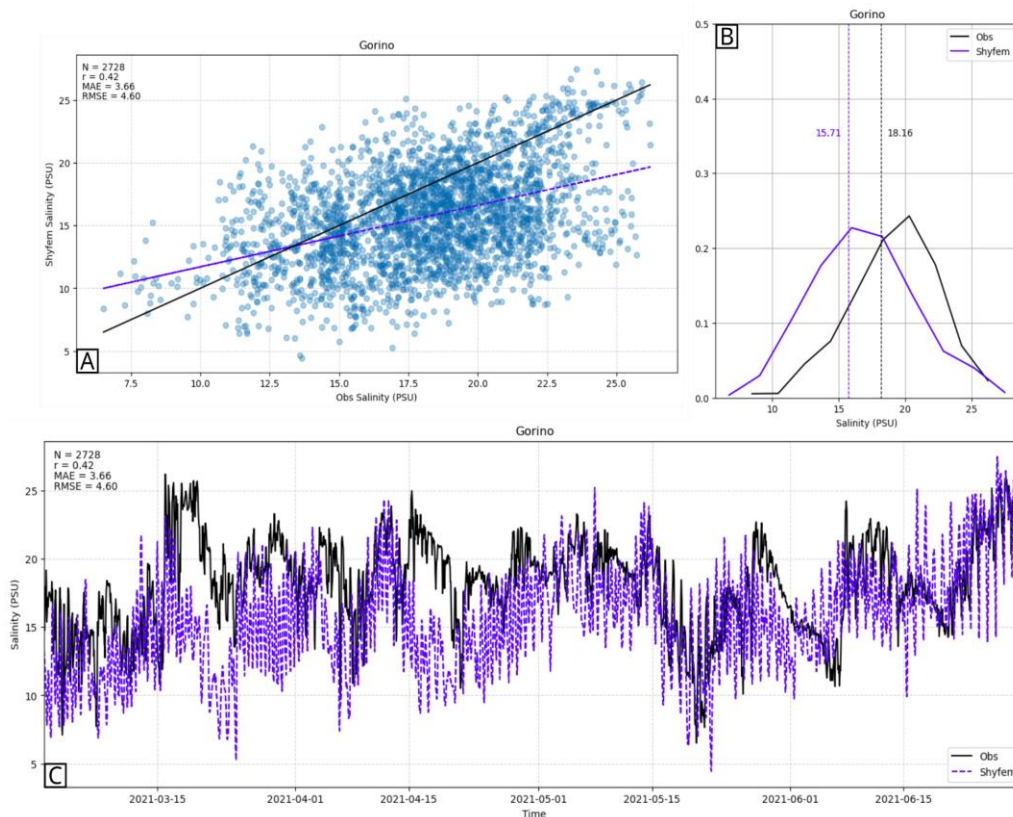 Gorino
N = 2728
r = 0.42
MAE = 3.66
RMSE = 4.60
Shyfem Salinity (PSU)
25
20
15
10
5
A
7.5 10.0 12.5 15.0 17.5 20.0 22.5 25.0
Obs Salinity (PSU)
Gorino
B
Obs
Shyfem
0.5
0.4
0.3
0.2
0.1
0.0
15.71 18.16
10 15 20 25
Salinity (PSU)
Gorino
N = 2728
r = 0.42
MAE = 3.66
RMSE = 4.60
Salinity (PSU)
25
20
15
10
5
C
Obs
Shyfem
2021-03-15 2021-04-01 2021-04-15 2021-05-01 2021-05-15 2021-06-01 2021-06-15
Time